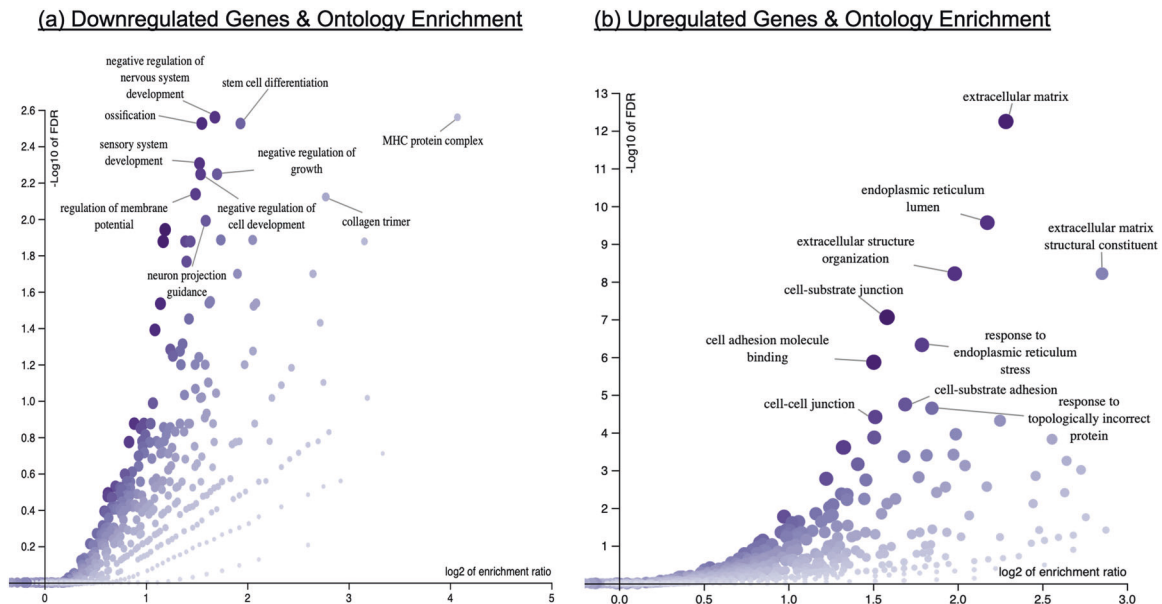 (a) Downregulated Genes & Ontology Enrichment
negative regulation of
nervous system
development
stem cell differentiation
ossification
MHC protein complex
sensory system
development
negative regulation of
growth
regulation of membrane
potential
negative regulation of
cell development
collagen trimer
neuron projection
guidance
-Log10 of FDR
2.6
2.4
2.2
2.0
1.8
1.6
1.4
1.2
1.0
0.8
0.6
0.4
0.2
log2 of enrichment ratio
0
1
2
3
4
5
(b) Upregulated Genes & Ontology Enrichment
extracellular matrix
endoplasmic reticulum
lumen
extracellular matrix
structural constituent
extracellular structure
organization
cell-substrate junction
cell adhesion molecule
binding
response to
endoplasmic reticulum
stress
cell-substrate adhesion
cell-cell junction
response to
topologically incorrect
protein
-Log10 of FDR
13
12
11
10
9
8
7
6
5
4
3
2
1
log2 of enrichment ratio
0.0
0.5
1.0
1.5
2.0
2.5
3.0